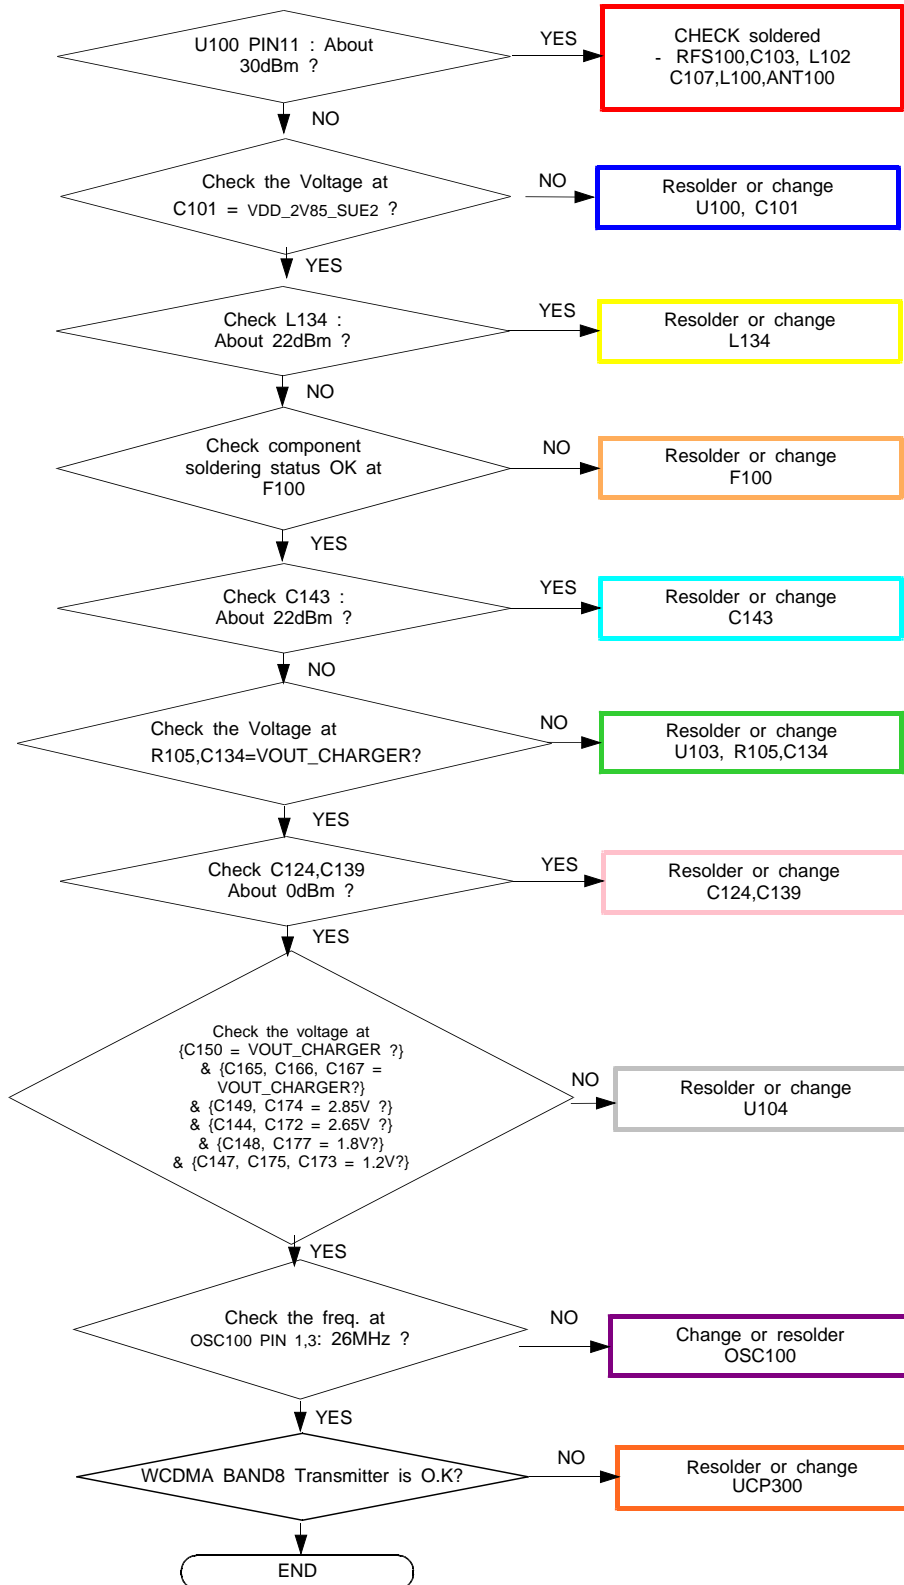 U100 PIN11 : About
30dBm ?
YES
CHECK soldered
- RFS100,C103, L102
C107,L100,ANT100
NO
Check the Voltage at
C101 = VDD_2V85_SUE2 ?
NO
Resolder or change
U100, C101
YES
Check L134 :
About 22dBm ?
YES
Resolder or change
L134
NO
Check component
soldering status OK at
F100
NO
Resolder or change
F100
YES
Check C143 :
About 22dBm ?
YES
Resolder or change
C143
NO
Check the Voltage at
R105,C134=VOUT_CHARGER?
NO
Resolder or change
U103, R105,C134
YES
Check C124,C139
About 0dBm ?
YES
Resolder or change
C124,C139
YES
Check the voltage at
{C150 = VOUT_CHARGER ?}
& {C165, C166, C167 =
VOUT_CHARGER?}
& {C149, C174 = 2.85V ?}
& {C144, C172 = 2.65V ?}
& {C148, C177 = 1.8V?}
& {C147, C175, C173 = 1.2V?}
NO
Resolder or change
U104
YES
Check the freq. at
OSC100 PIN 1,3: 26MHz ?
NO
Change or resolder
OSC100
YES
WCDMA BAND8 Transmitter is O.K?
NO
Resolder or change
UCP300
END